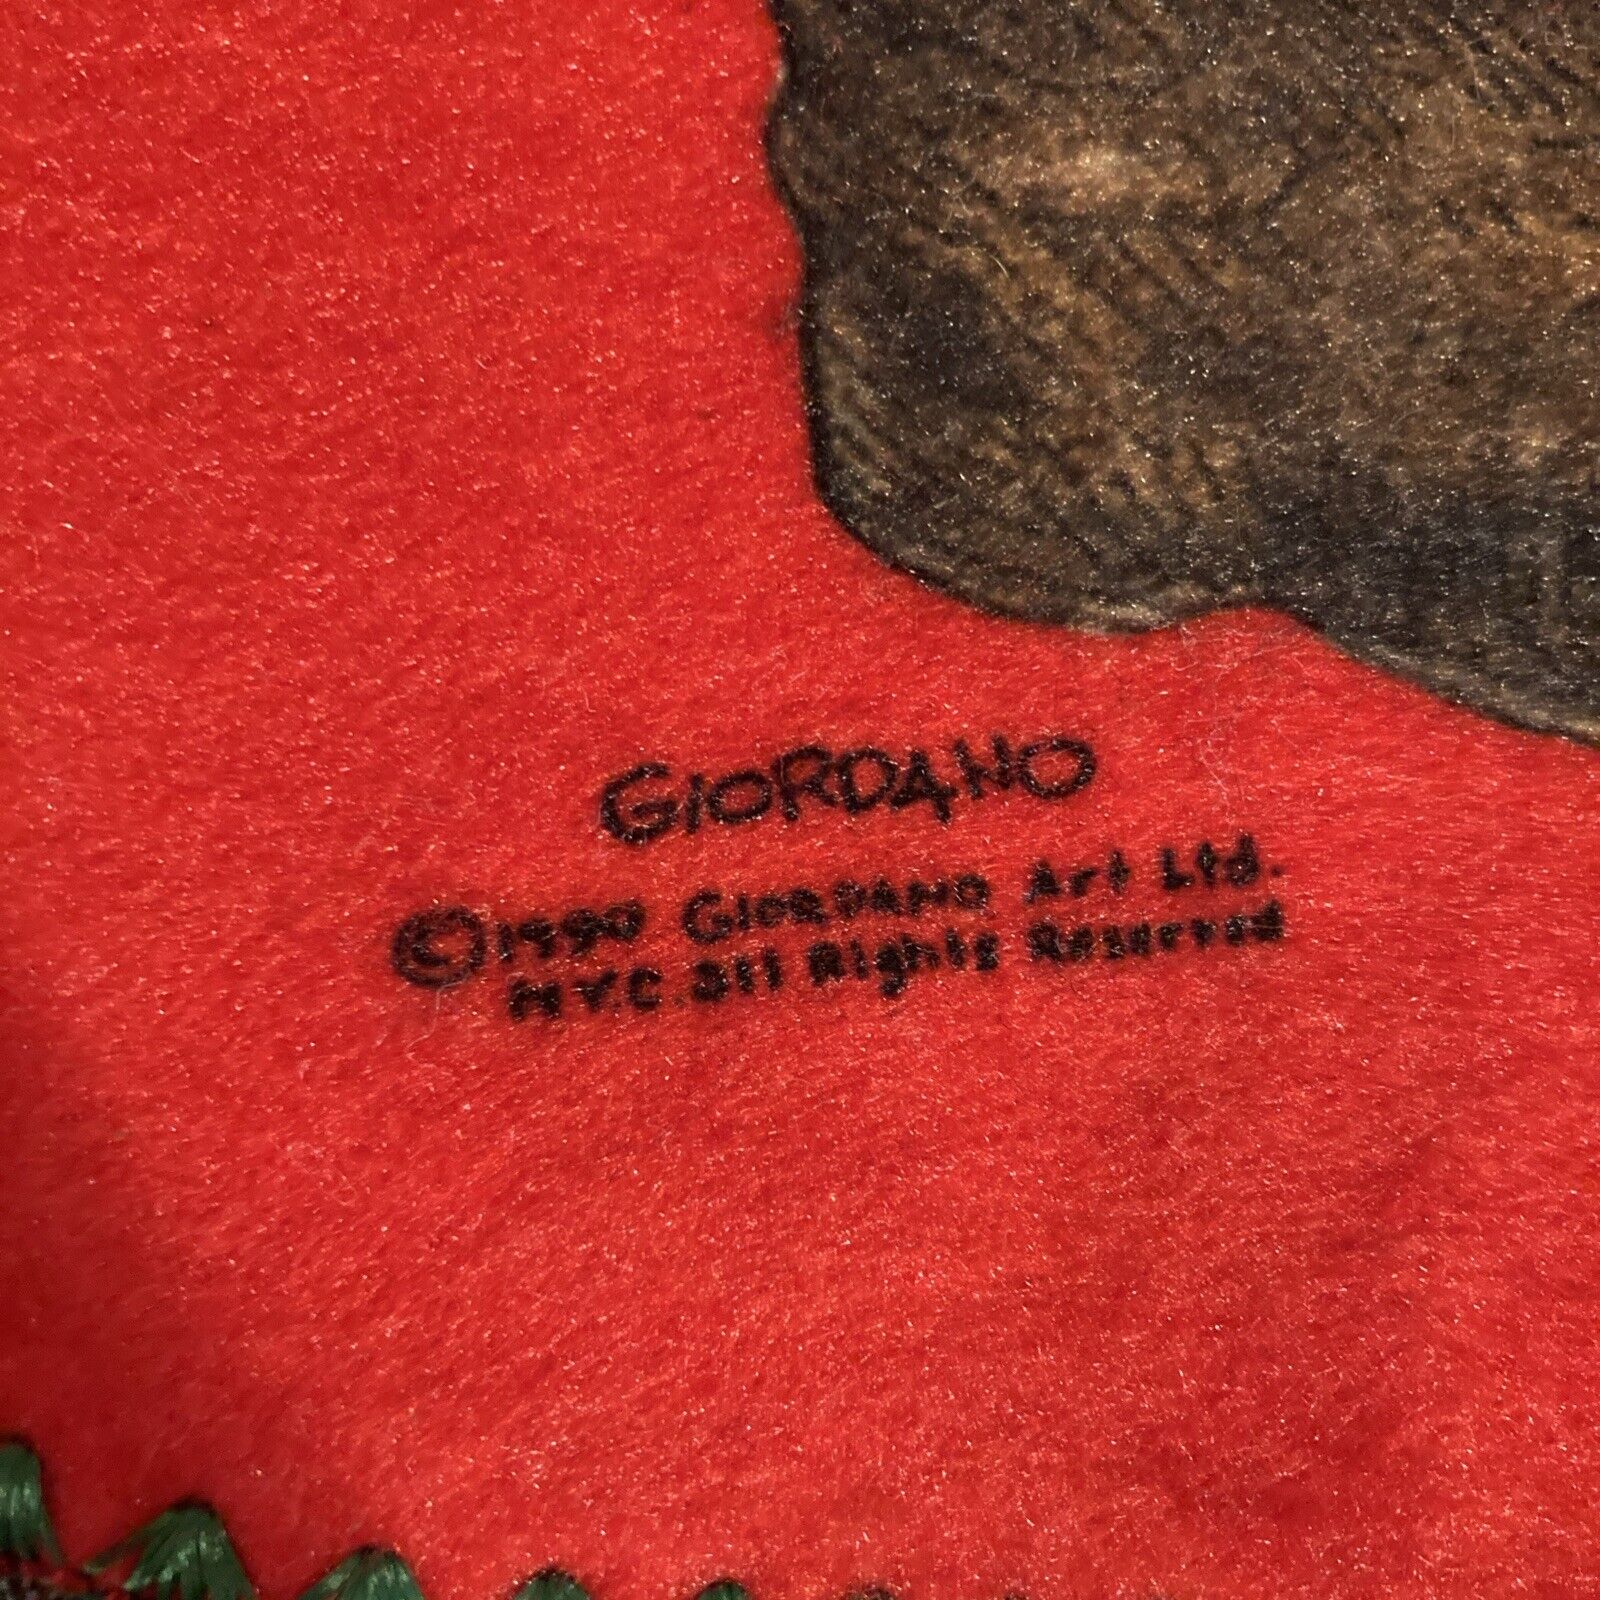 GIORDANO
©1990 GIORDANO Art Ltd.
N.Y.C. all Rights Reserved